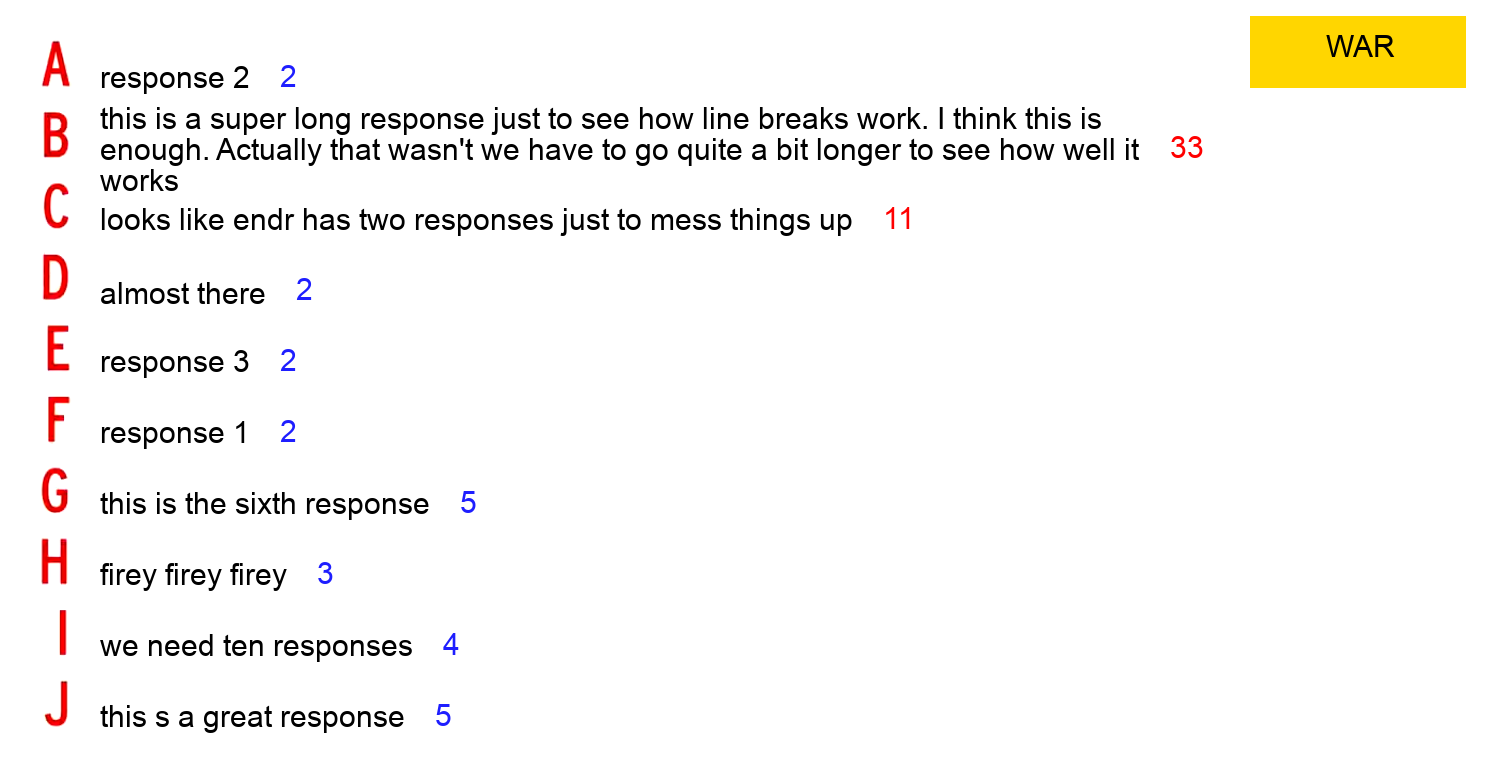 WAR
A response 2 2
B this is a super long response just to see how line breaks work. I think this is
enough. Actually that wasn't we have to go quite a bit longer to see how well it 33
works
C looks like endr has two responses just to mess things up 11
D almost there 2
E response 3 2
F response 1 2
G this is the sixth response 5
H firey firey firey 3
I we need ten responses 4
J this s a great response 5